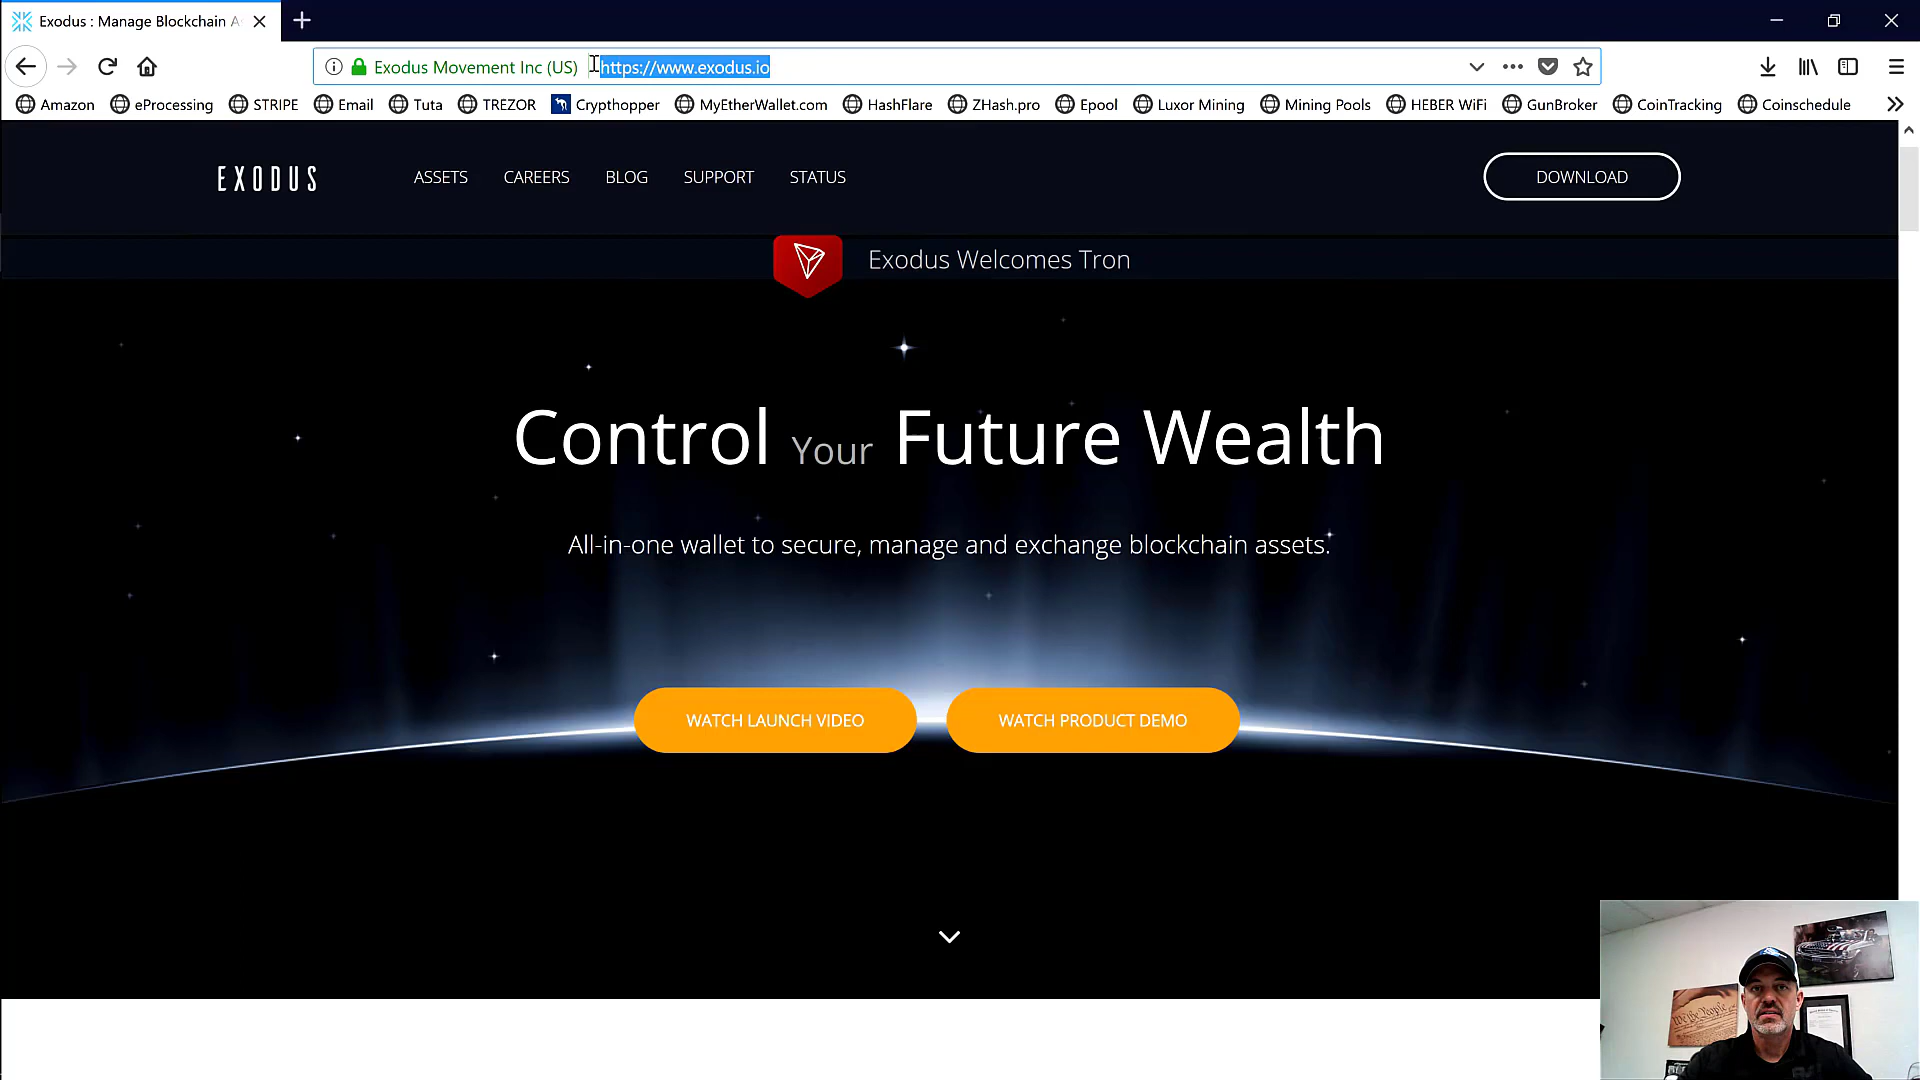 Exodus : Manage Blockchain A
Exodus Movement Inc (US) https://www.exodus.io
Amazon eProcessing STRIPE Email Tuta TREZOR Crypthopper MyEtherWallet.com HashFlare ZHash.pro Epool Luxor Mining Mining Pools HEBER WiFi GunBroker CoinTracking Coinschedule
EXODUS ASSETS CAREERS BLOG SUPPORT STATUS DOWNLOAD
Exodus Welcomes Tron
Control Your Future Wealth
All-in-one wallet to secure, manage and exchange blockchain assets.
WATCH LAUNCH VIDEO WATCH PRODUCT DEMO
We the People